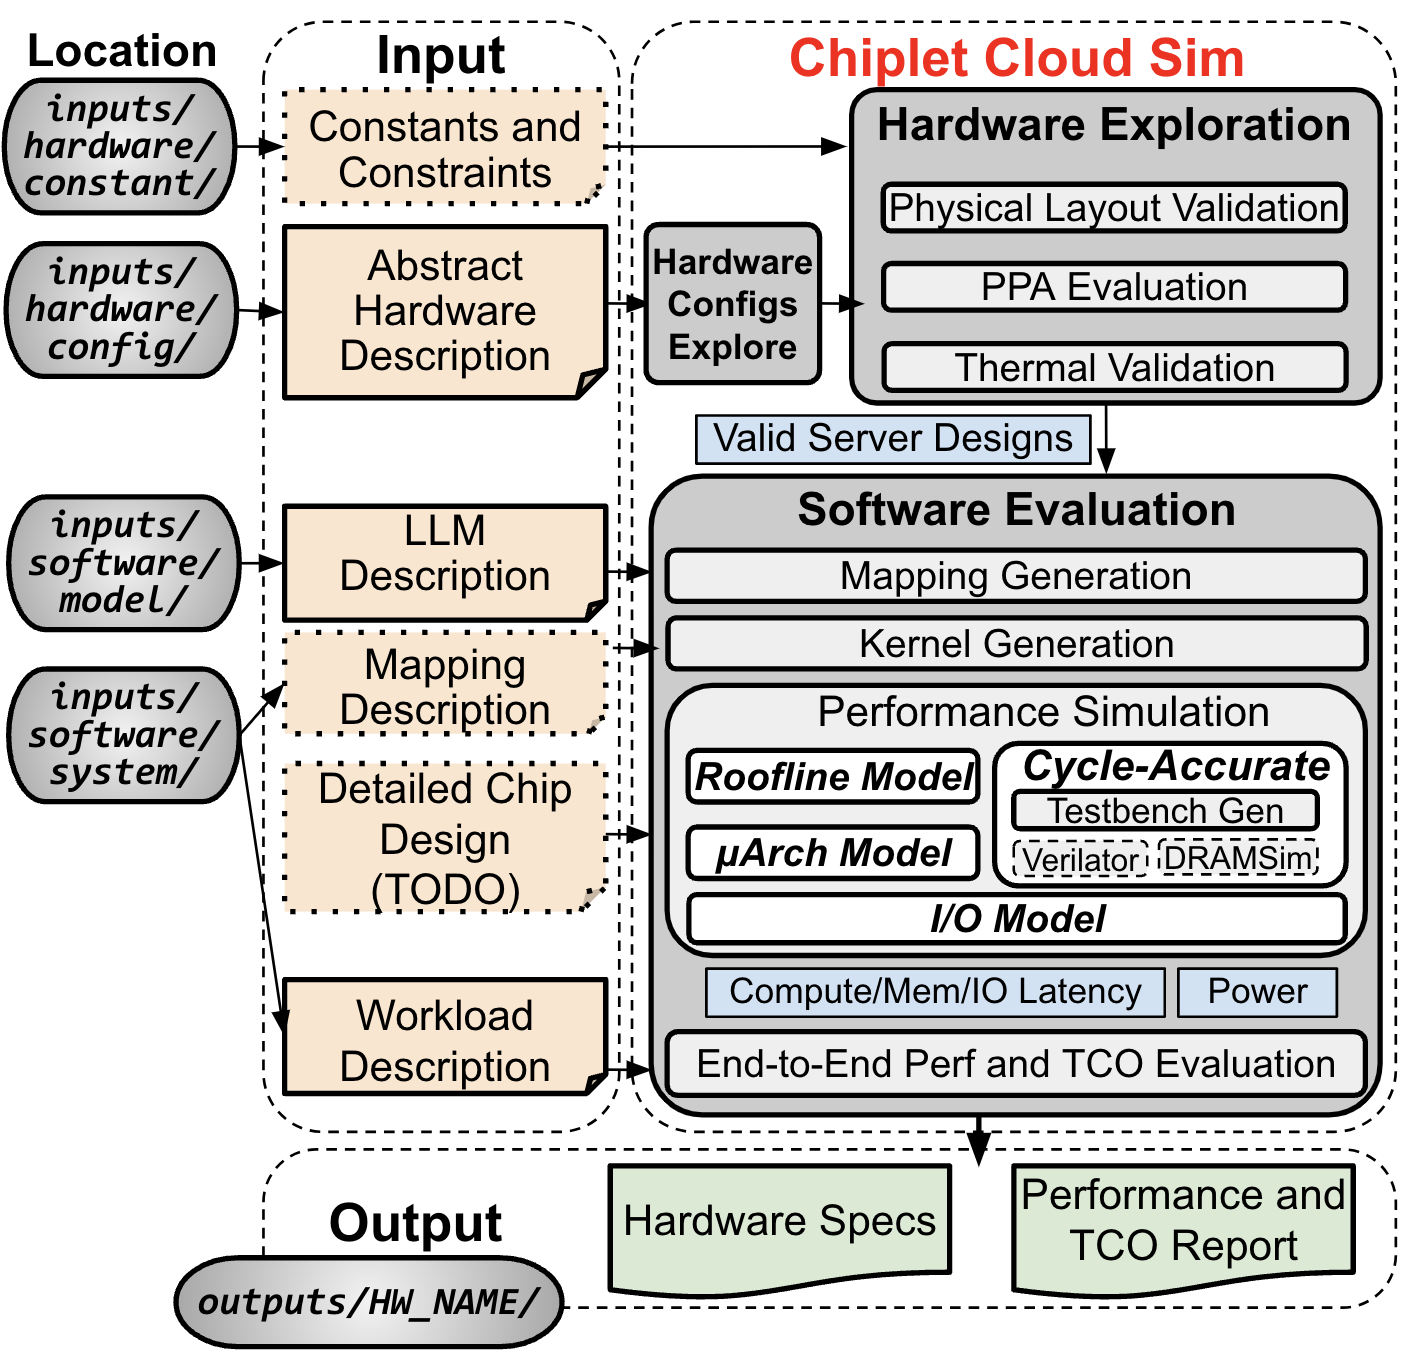 Location
inputs/
hardware/
constant/
inputs/
hardware/
config/
inputs/
software/
model/
inputs/
software/
system/
Input
Constants and
Constraints
Abstract
Hardware
Description
LLM
Description
Mapping
Description
Detailed Chip
Design
(TODO)
Workload
Description
Chiplet Cloud Sim
Hardware
Configs
Explore
Hardware Exploration
Physical Layout Validation
PPA Evaluation
Thermal Validation
Valid Server Designs
Software Evaluation
Mapping Generation
Kernel Generation
Performance Simulation
Roofline Model
µArch Model
Cycle-Accurate
Testbench Gen
Verilator
DRAMSim
I/O Model
Compute/Mem/IO Latency
Power
End-to-End Perf and TCO Evaluation
Output
outputs/HW_NAME/
Hardware Specs
Performance and
TCO Report